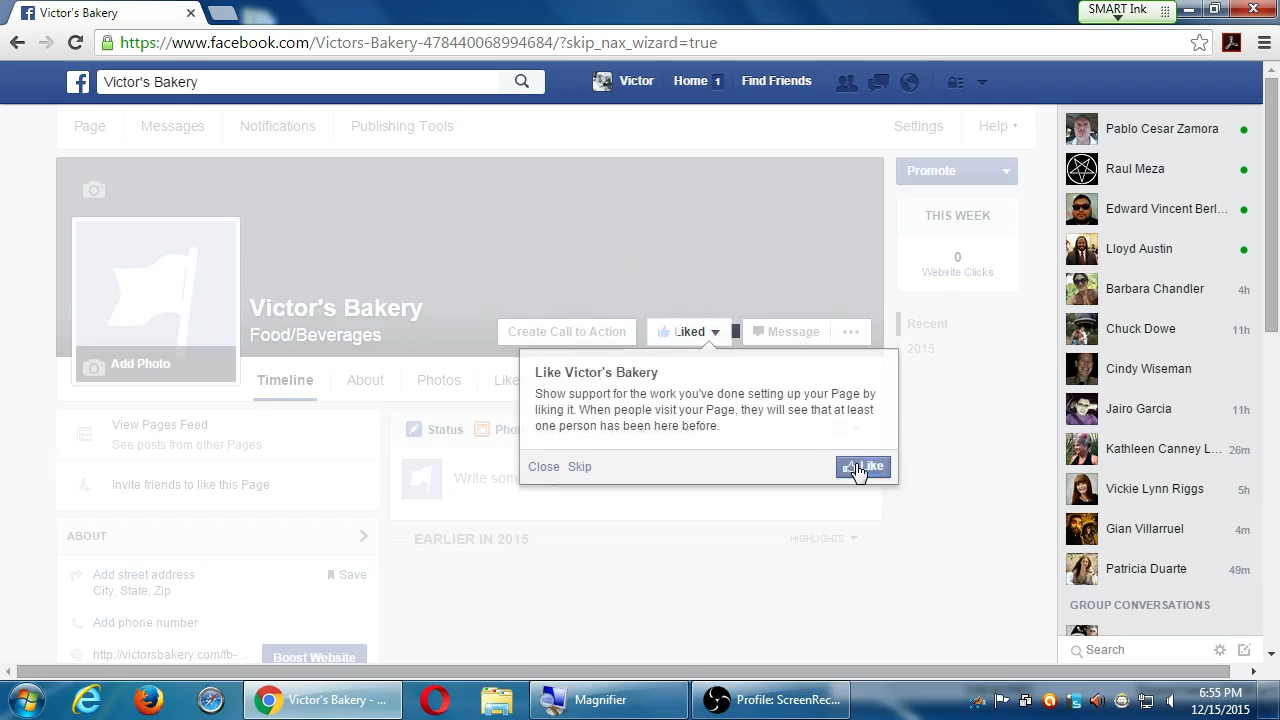 Victor's Bakery
SMART Ink
https://www.facebook.com/Victors-Bakery-478440068994684/?skip_nax_wizard=true
Victor's Bakery
Victor
Home 1
Find Friends
Page
Messages
Notifications
Publishing Tools
Settings
Help
Promote
THIS WEEK
0
Website Clicks
Recent
2015
Victor's Bakery
Food/Beverages
Add Photo
Create Call to Action
Liked
Message
Timeline
About
Photos
Like Victor's Bakery
Show support for the work you've done setting up your Page by
liking it. When people visit your Page, they will see that at least
one person has been here before.
Close
Skip
Like
View Pages Feed
See posts from other Pages
Invite friends to like this Page
Status
ABOUT
Add street address
City, State, Zip
Save
Add phone number
http://victorsbakery.com/fb-...
Boost Website
EARLIER IN 2015
HIGHLIGHTS
Pablo Cesar Zamora
Raul Meza
Edward Vincent Berl...
Lloyd Austin
Barbara Chandler 4h
Chuck Dowe 11h
Cindy Wiseman
Jairo Garcia 11h
Kathleen Canney L... 26m
Vickie Lynn Riggs 5h
Gian Villarruel 4m
Patricia Duarte 49m
GROUP CONVERSATIONS
Search
Victor's Bakery - ...
Magnifier
Profile: ScreenRec...
6:55 PM
12/15/2015